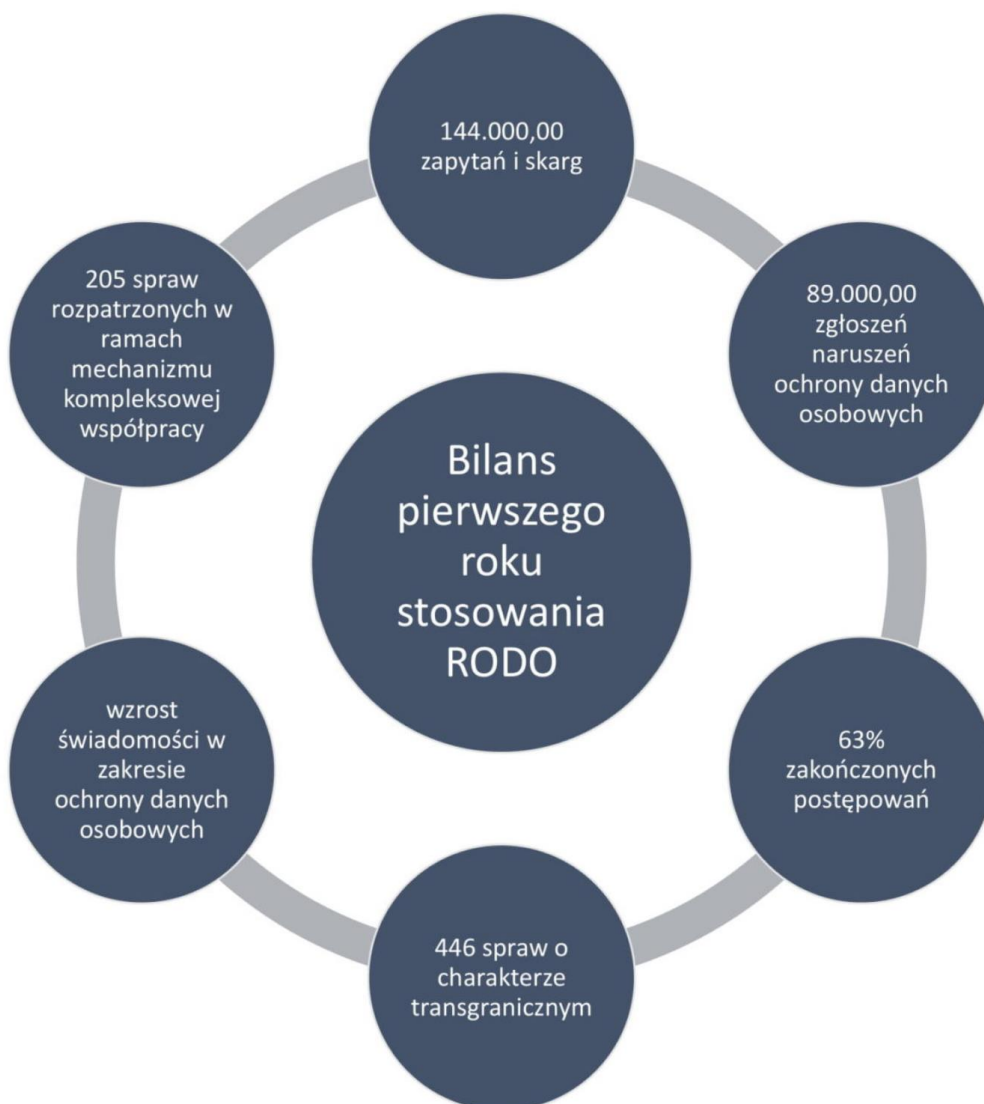 144.000,00
zapytań i skarg
89.000,00
zgłoszeń
naruszeń
ochrony danych
osobowych
63%
zakończonych
postępowań
446 spraw o
charakterze
transgranicznym
wzrost
świadomości w
zakresie
ochrony danych
osobowych
205 spraw
rozpatrzonych w
ramach
mechanizmu
kompleksowej
współpracy
Bilans
pierwszego
roku
stosowania
RODO